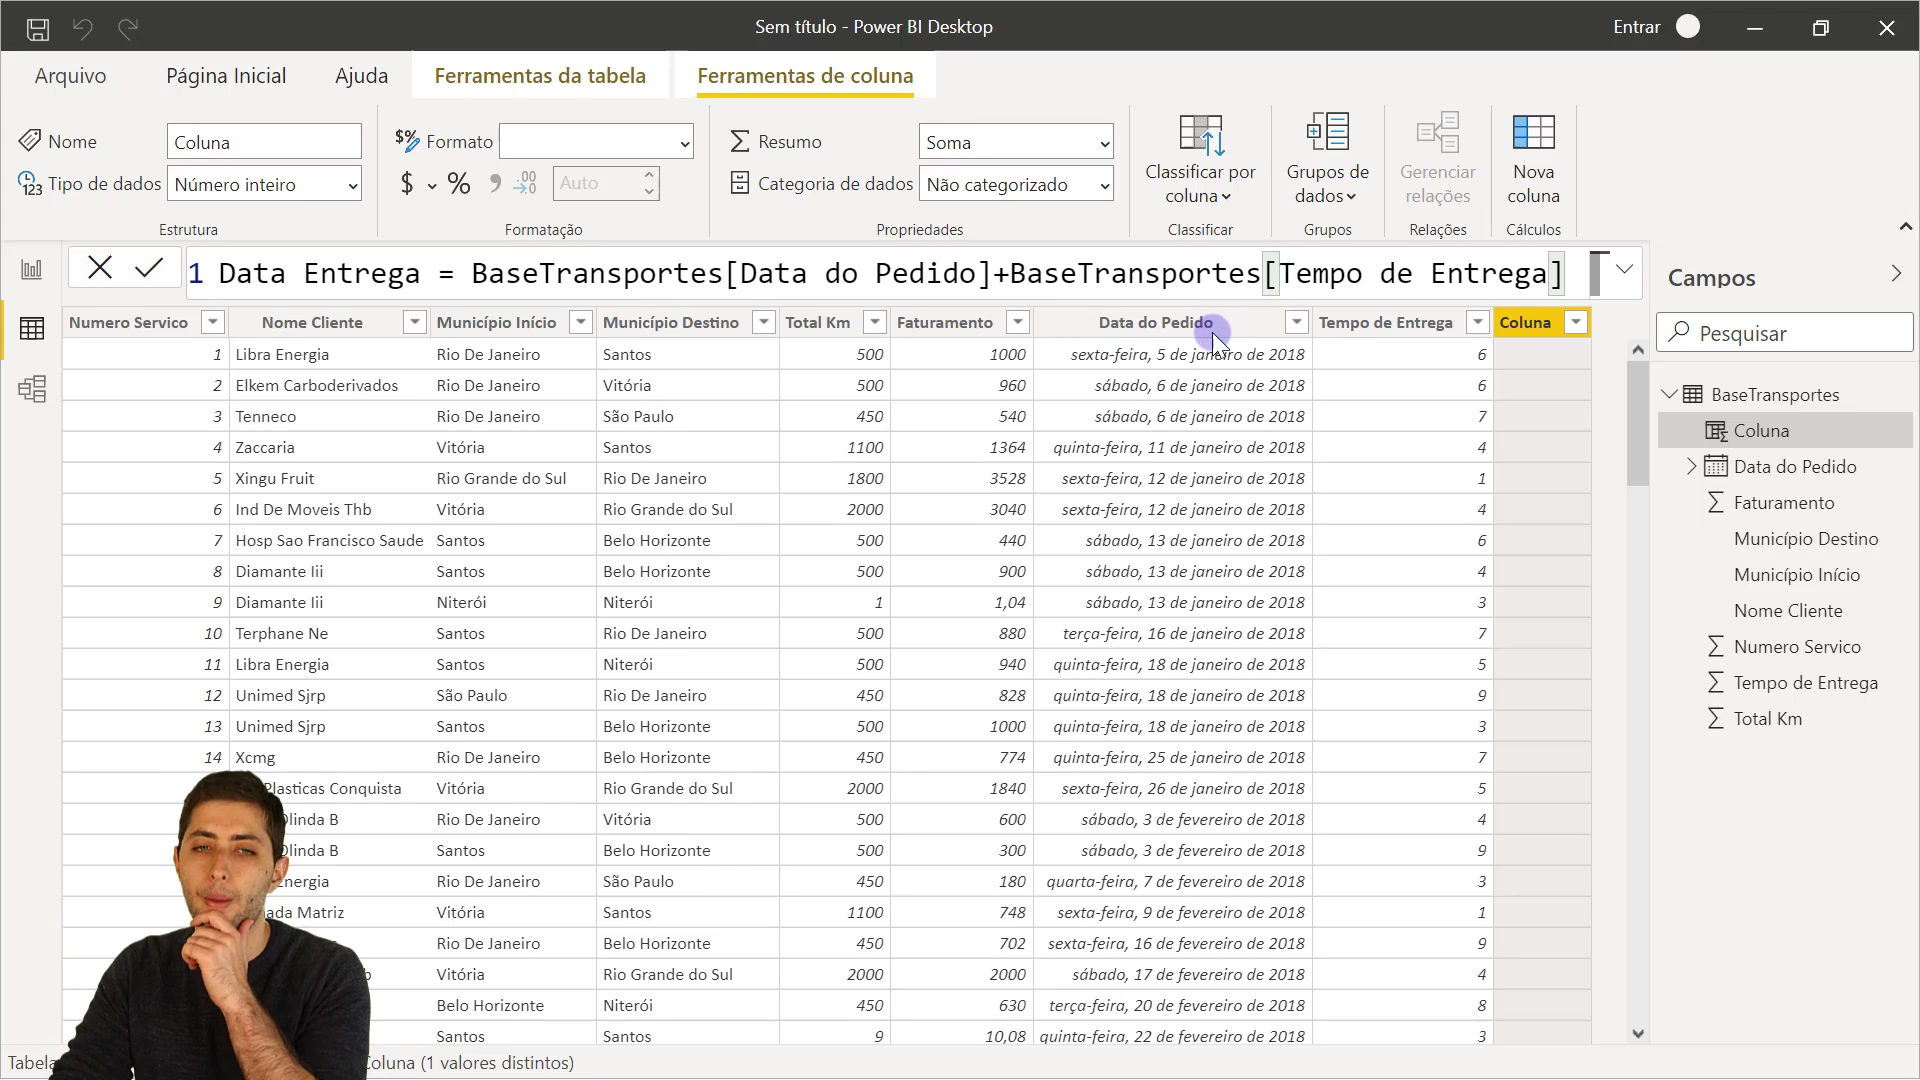 Sem título - Power BI Desktop
Entrar
Arquivo Página Inicial Ajuda Ferramentas da tabela Ferramentas de coluna
Nome Coluna
Tipo de dados Número inteiro
Estrutura
Formato
$ % Auto
Formatação
Resumo Soma
Categoria de dados Não categorizado
Propriedades
Classificar por
coluna
Classificar
Grupos de
dados
Grupos
Gerenciar
relações
Relações
Nova
coluna
Cálculos
1 Data Entrega = BaseTransportes[Data do Pedido]+BaseTransportes[Tempo de Entrega]
Numero Servico Nome Cliente Município Início Município Destino Total Km Faturamento Data do Pedido Tempo de Entrega Coluna
1 Libra Energia Rio De Janeiro Santos 500 1000 sexta-feira, 5 de janeiro de 2018 6
2 Elkem Carboderivados Rio De Janeiro Vitória 500 960 sábado, 6 de janeiro de 2018 6
3 Tenneco Rio De Janeiro São Paulo 450 540 sábado, 6 de janeiro de 2018 7
4 Zaccaria Vitória Santos 1100 1364 quinta-feira, 11 de janeiro de 2018 4
5 Xingu Fruit Rio Grande do Sul Rio De Janeiro 1800 3528 sexta-feira, 12 de janeiro de 2018 1
6 Ind De Moveis Thb Vitória Rio Grande do Sul 2000 3040 sexta-feira, 12 de janeiro de 2018 4
7 Hosp Sao Francisco Saude Santos Belo Horizonte 500 440 sábado, 13 de janeiro de 2018 6
8 Diamante Iii Santos Belo Horizonte 500 900 sábado, 13 de janeiro de 2018 4
9 Diamante Iii Niterói Niterói 1 1,04 sábado, 13 de janeiro de 2018 3
10 Terphane Ne Santos Rio De Janeiro 500 880 terça-feira, 16 de janeiro de 2018 7
11 Libra Energia Santos Niterói 500 940 quinta-feira, 18 de janeiro de 2018 5
12 Unimed Sjrp São Paulo Rio De Janeiro 450 828 quinta-feira, 18 de janeiro de 2018 9
13 Unimed Sjrp Santos Belo Horizonte 500 1000 quinta-feira, 18 de janeiro de 2018 3
14 Xcmg Rio De Janeiro Belo Horizonte 450 774 quinta-feira, 25 de janeiro de 2018 7
Plasticas Conquista Vitória Rio Grande do Sul 2000 1840 sexta-feira, 26 de janeiro de 2018 5
Olinda B Rio De Janeiro Vitória 500 600 sábado, 3 de fevereiro de 2018 4
Olinda B Santos Belo Horizonte 500 300 sábado, 3 de fevereiro de 2018 9
Energia Rio De Janeiro São Paulo 450 180 quarta-feira, 7 de fevereiro de 2018 3
Matriz Vitória Santos 1100 748 sexta-feira, 9 de fevereiro de 2018 1
Rio De Janeiro Belo Horizonte 450 702 sexta-feira, 16 de fevereiro de 2018 9
Vitória Rio Grande do Sul 2000 2000 sábado, 17 de fevereiro de 2018 4
Belo Horizonte Niterói 450 630 terça-feira, 20 de fevereiro de 2018 8
Santos Santos 9 10,08 quinta-feira, 22 de fevereiro de 2018 3
Coluna (1 valores distintos)
Campos
Pesquisar
BaseTransportes
Coluna
Data do Pedido
Faturamento
Município Destino
Município Início
Nome Cliente
Numero Servico
Tempo de Entrega
Total Km